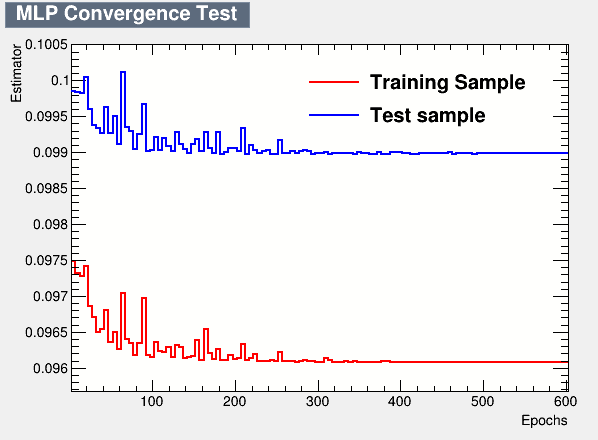 MLP Convergence Test
Estimator
0.1005
0.1
0.0995
0.099
0.0985
0.098
0.0975
0.097
0.0965
0.096
Training Sample
Test sample
100 200 300 400 500 600
Epochs